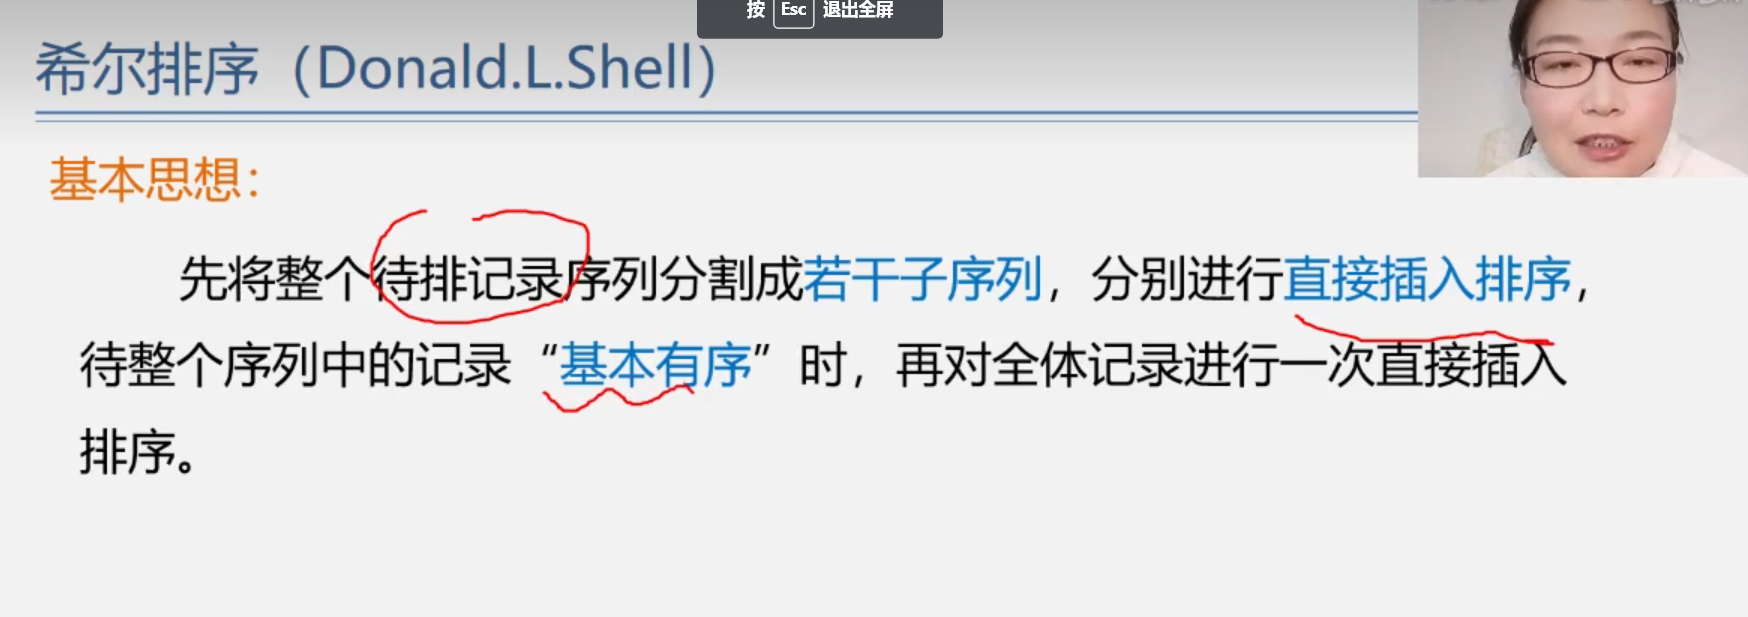 按 Esc 退出全屏
希尔排序（Donald.L.Shell）
基本思想：
先将整个待排记录序列分割成若干子序列，分别进行直接插入排序，
待整个序列中的记录“基本有序”时，再对全体记录进行一次直接插入
排序。